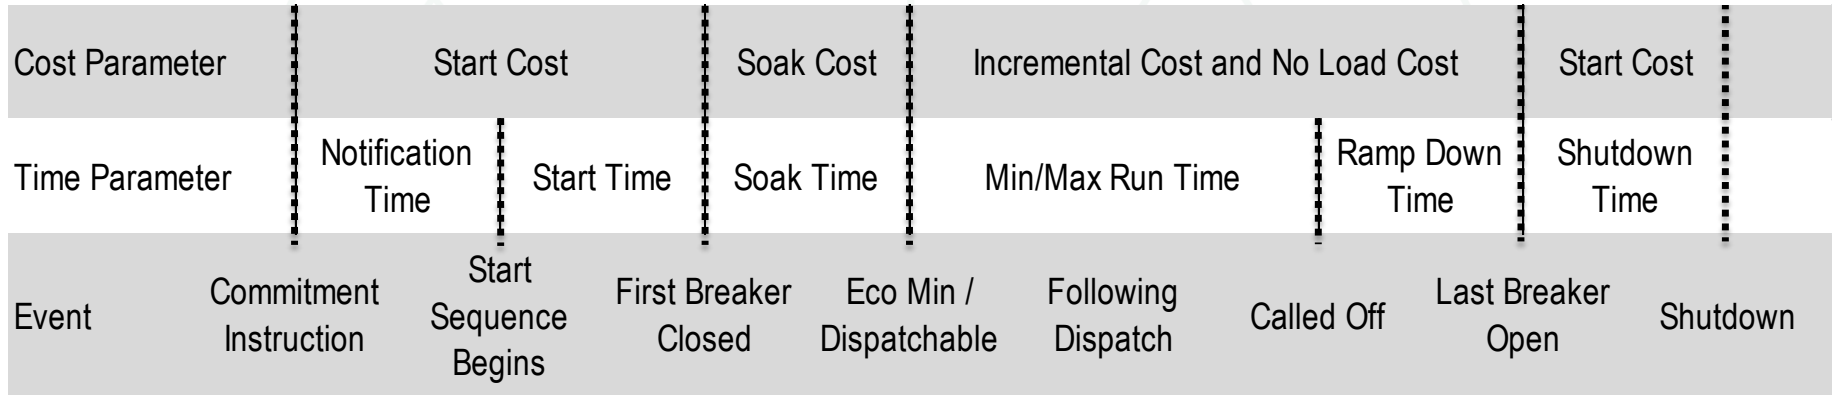 Cost Parameter
Start Cost
Soak Cost
Incremental Cost and No Load Cost
Start Cost
Time Parameter
Notification
Time
Start Time
Soak Time
Min/Max Run Time
Ramp Down
Time
Shutdown
Time
Event
Commitment
Instruction
Start
Sequence
Begins
First Breaker
Closed
Eco Min /
Dispatchable
Following
Dispatch
Called Off
Last Breaker
Open
Shutdown